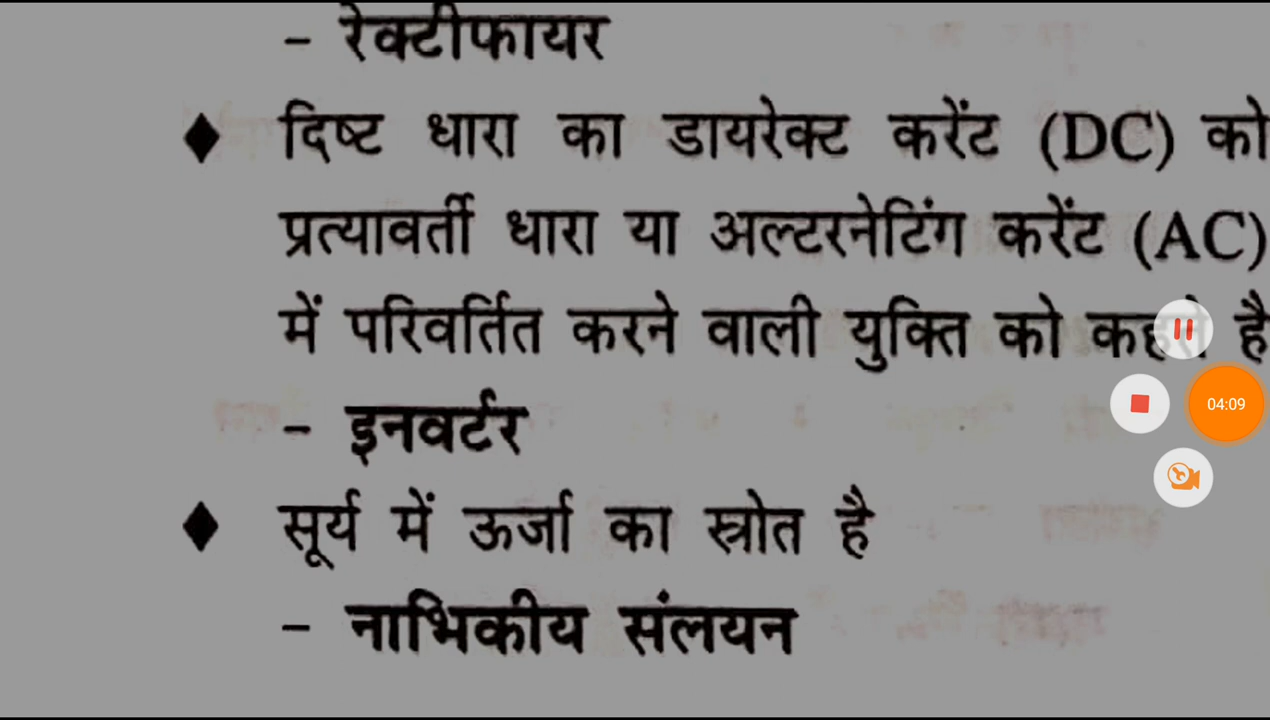 - रेक्टीफायर
♦ दिष्ट धारा का डायरेक्ट करेंट (DC) को
प्रत्यावर्ती धारा या अल्टरनेटिंग करेंट (AC)
में परिवर्तित करने वाली युक्ति को कहते है
- इनवर्टर
04:09
♦ सूर्य में ऊर्जा का स्त्रोत है
- नाभिकीय संलयन